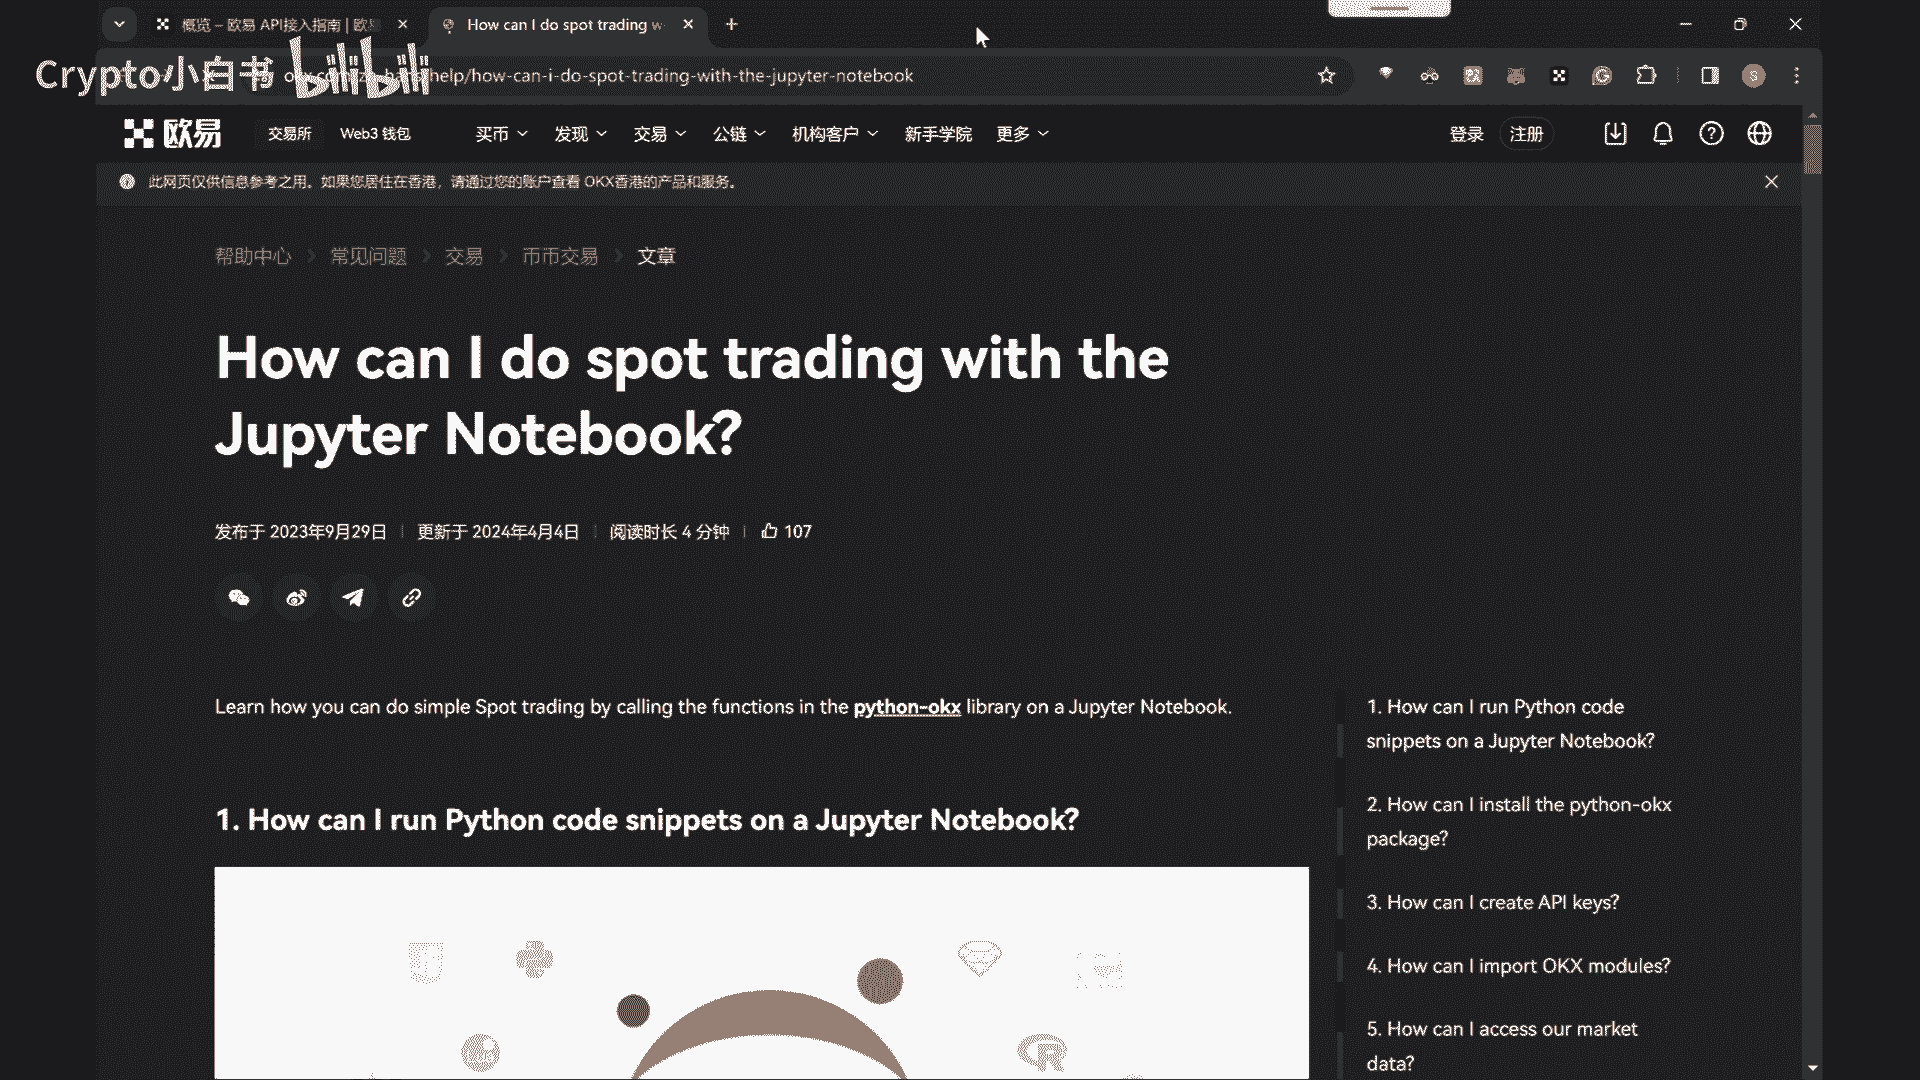 概览 – 欧易 API接入指南 | 欧易
How can I do spot trading w
Crypto小白书 bilibili
help/how-can-i-do-spot-trading-with-the-jupyter-notebook
S
欧易 交易所 Web3 钱包 买币 发现 交易 公链 机构客户 新手学院 更多 登录 注册
此网页仅供信息参考之用。如果您居住在香港，请通过您的账户查看 OKX香港的产品和服务。
帮助中心 常见问题 交易 币币交易 文章
How can I do spot trading with the
Jupyter Notebook?
发布于 2023年9月29日 更新于 2024年4月4日 阅读时长 4 分钟 107
Learn how you can do simple Spot trading by calling the functions in the python-okx library on a Jupyter Notebook.
1. How can I run Python code snippets on a Jupyter Notebook?
1. How can I run Python code
snippets on a Jupyter Notebook?
2. How can I install the python-okx
package?
3. How can I create API keys?
4. How can I import OKX modules?
5. How can I access our market
data?